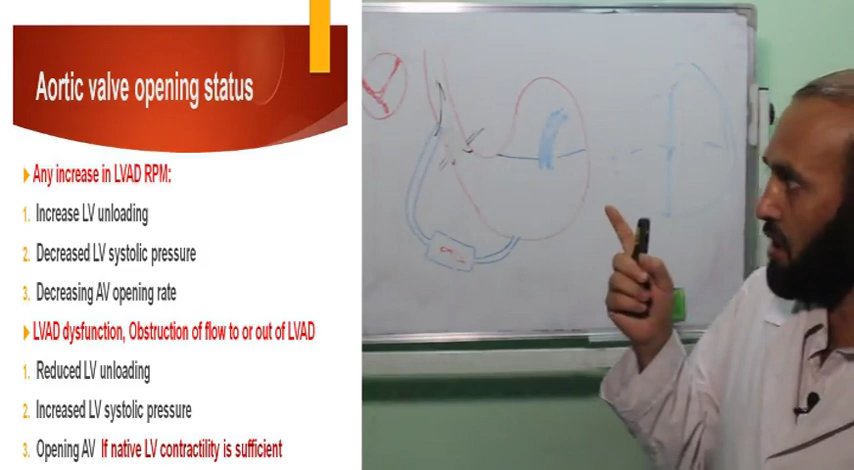 Aortic valve opening status
Any increase in LVAD RPM:
1. Increase LV unloading
2. Decreased LV systolic pressure
3. Decreasing AV opening rate
LVAD dysfunction, Obstruction of flow to or out of LVAD
1. Reduced LV unloading
2. Increased LV systolic pressure
3. Opening AV If native LV contractility is sufficient